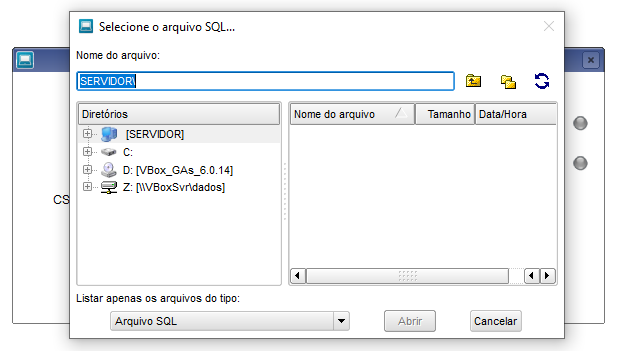 Selecione o arquivo SQL...
Nome do arquivo:
SERVIDOR\
Diretórios
[SERVIDOR]
C:
D: [VBox_GAs_6.0.14]
Z: [\\VBoxSvr\dados]
Nome do arquivo Tamanho Data/Hora
CS
Listar apenas os arquivos do tipo:
Arquivo SQL Abrir Cancelar